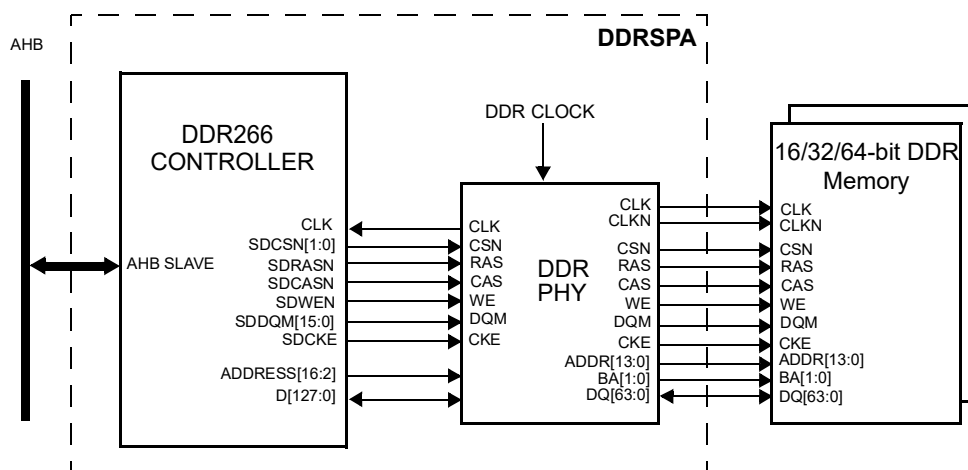 DDRSPA
AHB
DDR CLOCK
DDR266
CONTROLLER
16/32/64-bit DDR
Memory
CLK
SDCSN[1:0]
SDRASN
SDCASN
SDWEN
SDDQM[15:0]
SDCKE
ADDRESS[16:2]
D[127:0]
AHB SLAVE
CLK
CSN
RAS
CAS
WE
DQM
CKE
DDR
PHY
CLK
CLKN
CSN
RAS
CAS
WE
DQM
CKE
ADDR[13:0]
BA[1:0]
DQ[63:0]
CLK
CLKN
CSN
RAS
CAS
WE
DQM
CKE
ADDR[13:0]
BA[1:0]
DQ[63:0]